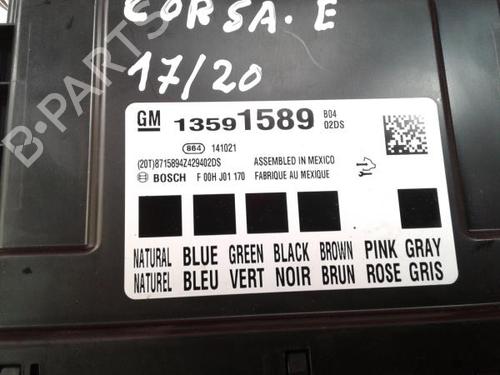 CORSA. E
17/20
GM 13591589 B04
02DS
864 141021
(20T)8715894Z429402DS ASSEMBLED IN MEXICO
BOSCH F 00H J01 170 FABRIQUE AU MEXIQUE
NATURAL BLUE GREEN BLACK BROWN PINK GRAY
NATUREL BLEU VERT NOIR BRUN ROSE GRIS
B-PARTS